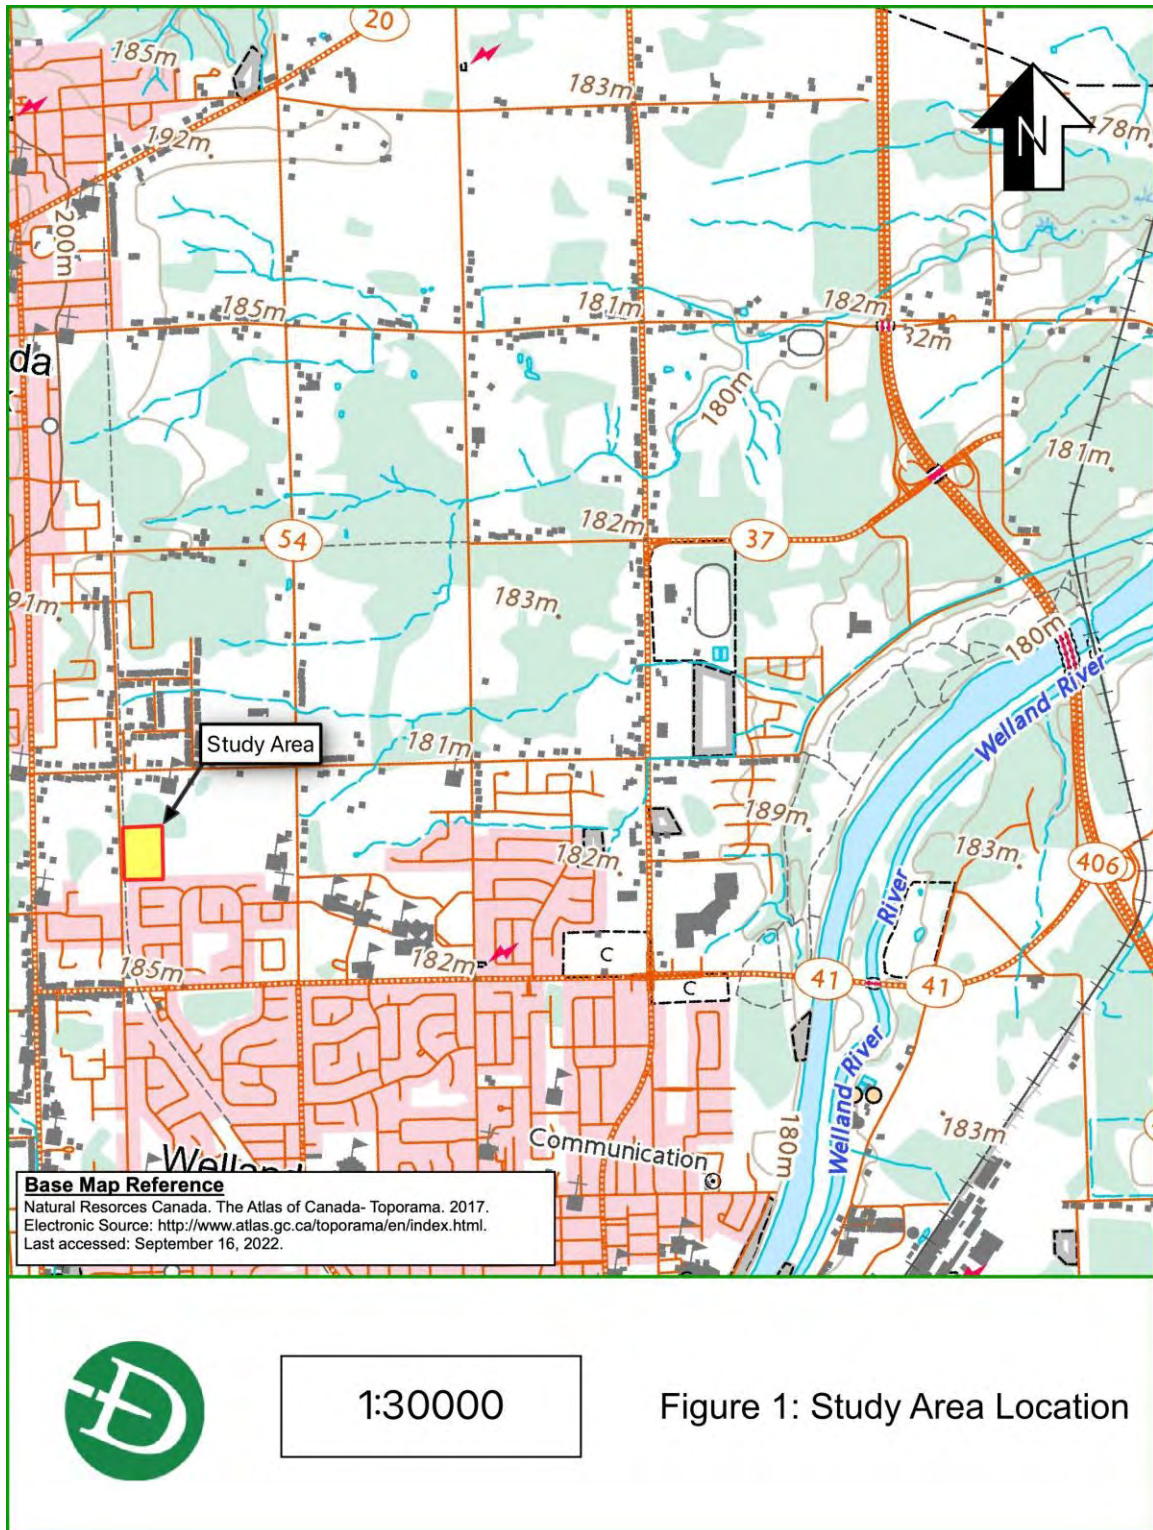 20
185m
183m
N
178m
192m
200m
185m
181m
182m
32m
da
180m
181m
54
182m
37
91m
183m
180m
Welland River
Study Area
181m
189m
182m
183m
406
River
185m
182m
C
C
41
41
Welland River
180m
183m
Communication
Welland
Base Map Reference
Natural Resorces Canada. The Atlas of Canada- Toporama. 2017.
Electronic Source: http://www.atlas.gc.ca/toporama/en/index.html.
Last accessed: September 16, 2022.
D
1:30000
Figure 1: Study Area Location